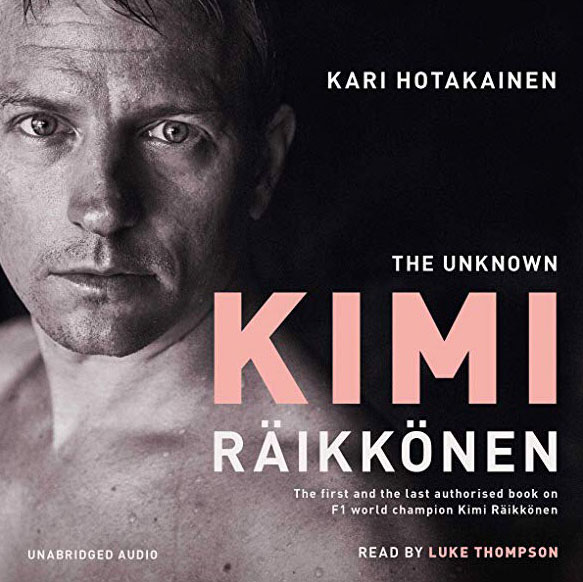 KARI HOTAKAINEN
THE UNKNOWN
KIMI
RÄIKKÖNEN
The first and the last authorised book on
F1 world champion Kimi Räikkönen
UNABRIDGED AUDIO
READ BY LUKE THOMPSON